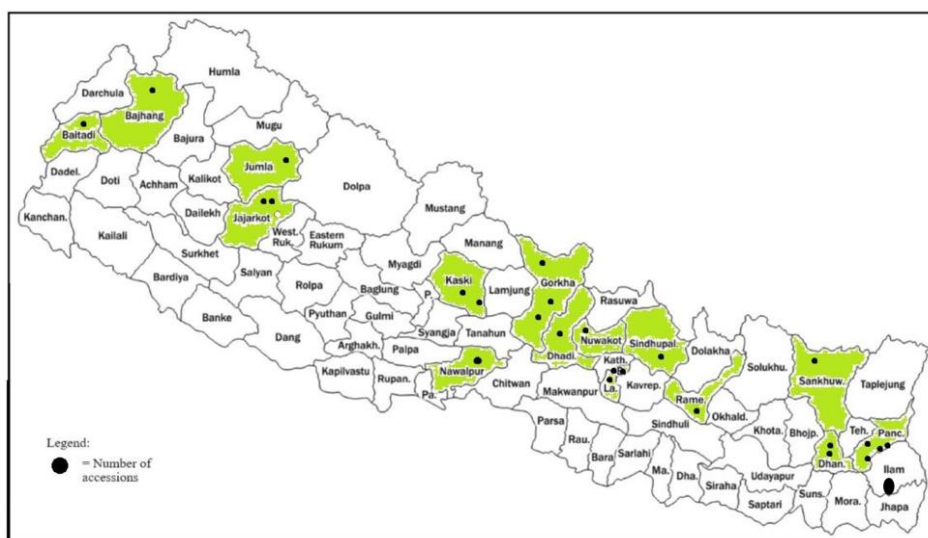 Humla
Darchula
Bajhang
Baitadi
Bajura
Mugu
Jumla
Dadel.
Doti
Achham
Kalikot
Dolpa
Kanchan.
Dailekh
Jajarkot
Mustang
Kailali
West.
Ruk.
Eastern
Rukum
Manang
Surkhet
Myagdi
Gorkha
Bardiya
Salyan
Kaski
Lamjung
Rolpa
Baglung
P.
Rasuwa
Banke
Pyuthan
Gulmi
Syangja
Tanahun
Nuwakot
Sindhupal.
Dolakha
Dang
Arghakh.
Palpa
Dhadi.
Kath.
Solukhu.
Sankhuw.
Taplejung
Kapilvastu
Rupan.
Nawalpur
Pa.
Chitwan
Makwanpur
La.
Kavrep.
Rame.
Okhald.
Parsa
Sindhuli
Khota.
Bhojp.
Teh.
Panc.
Rau.
Bara
Sarlahi
Dhan.
Ilam
Ma.
Dha.
Siraha
Udayapur
Saptari
Suns.
Mora.
Jhapa
Legend:
= Number of
accessions